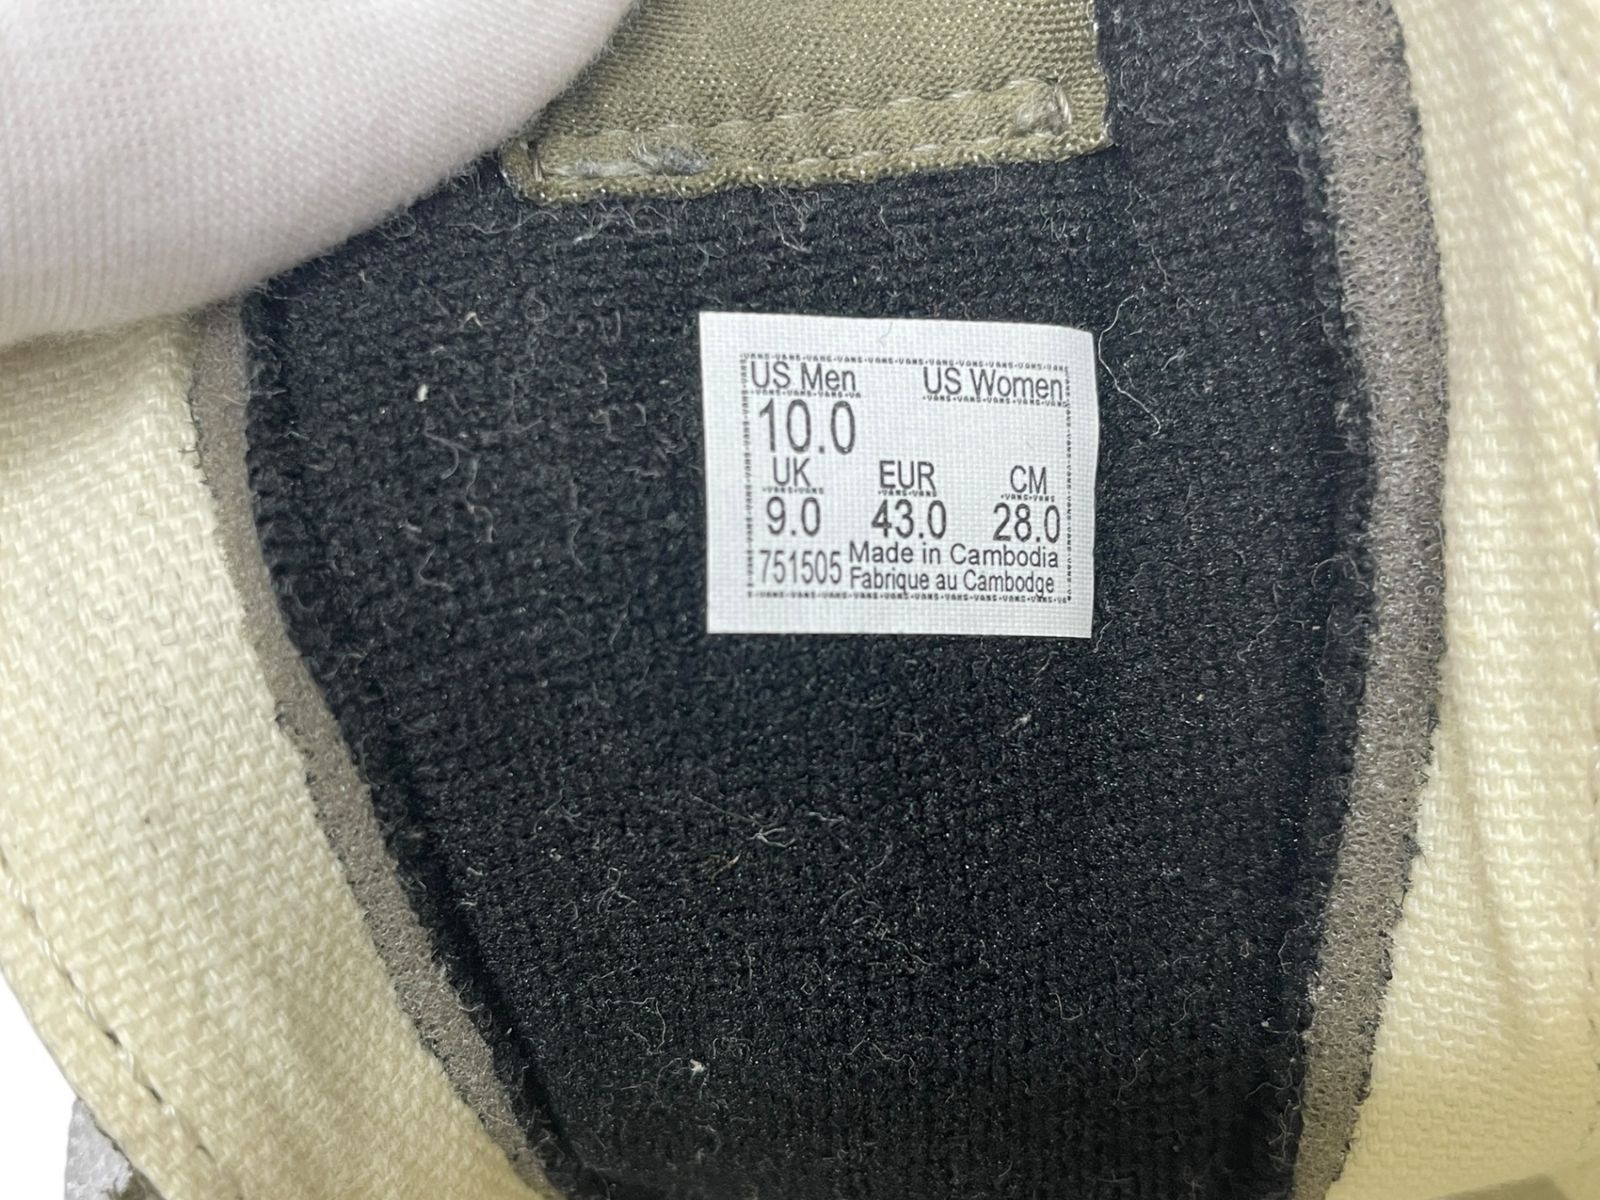 US Men US Women
10.0
UK EUR CM
9.0 43.0 28.0
751505 Made in Cambodia
Fabrique au Cambodge